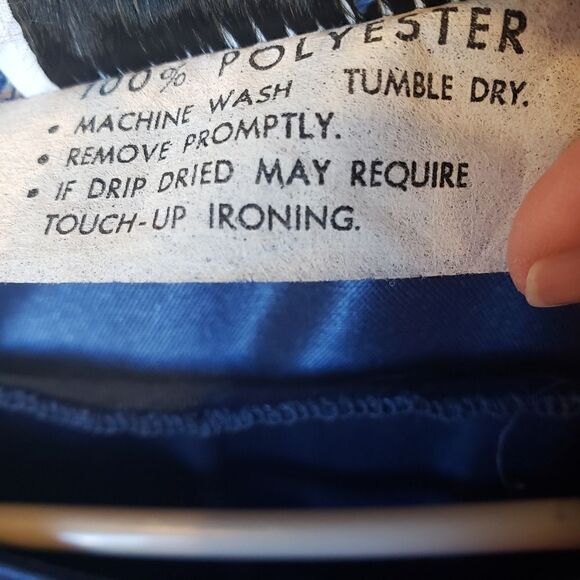 100% POLYESTER
• MACHINE WASH TUMBLE DRY.
• REMOVE PROMPTLY.
• IF DRIP DRIED MAY REQUIRE
TOUCH-UP IRONING.